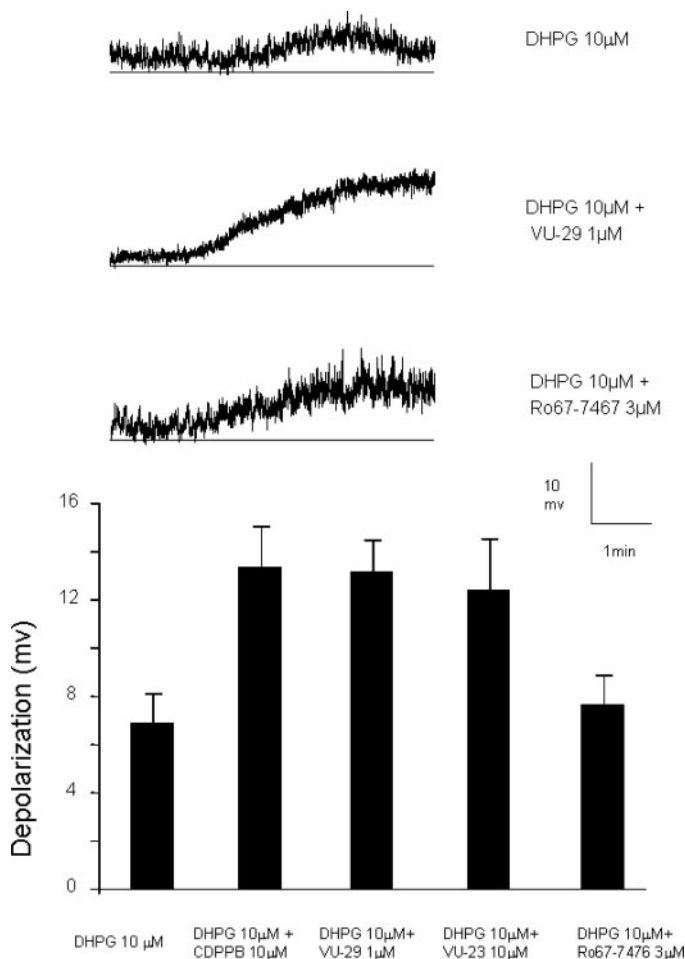 DHPG 10µM
DHPG 10µM +
VU-29 1µM
DHPG 10µM +
Ro67-7467 3µM
10
mv
1min
Depolarization (mv)
16
12
8
4
0
DHPG 10 µM
DHPG 10µM +
CDPPB 10µM
DHPG 10µM+
VU-29 1µM
DHPG 10µM+
VU-23 10µM
DHPG 10µM+
Ro67-7476 3µM